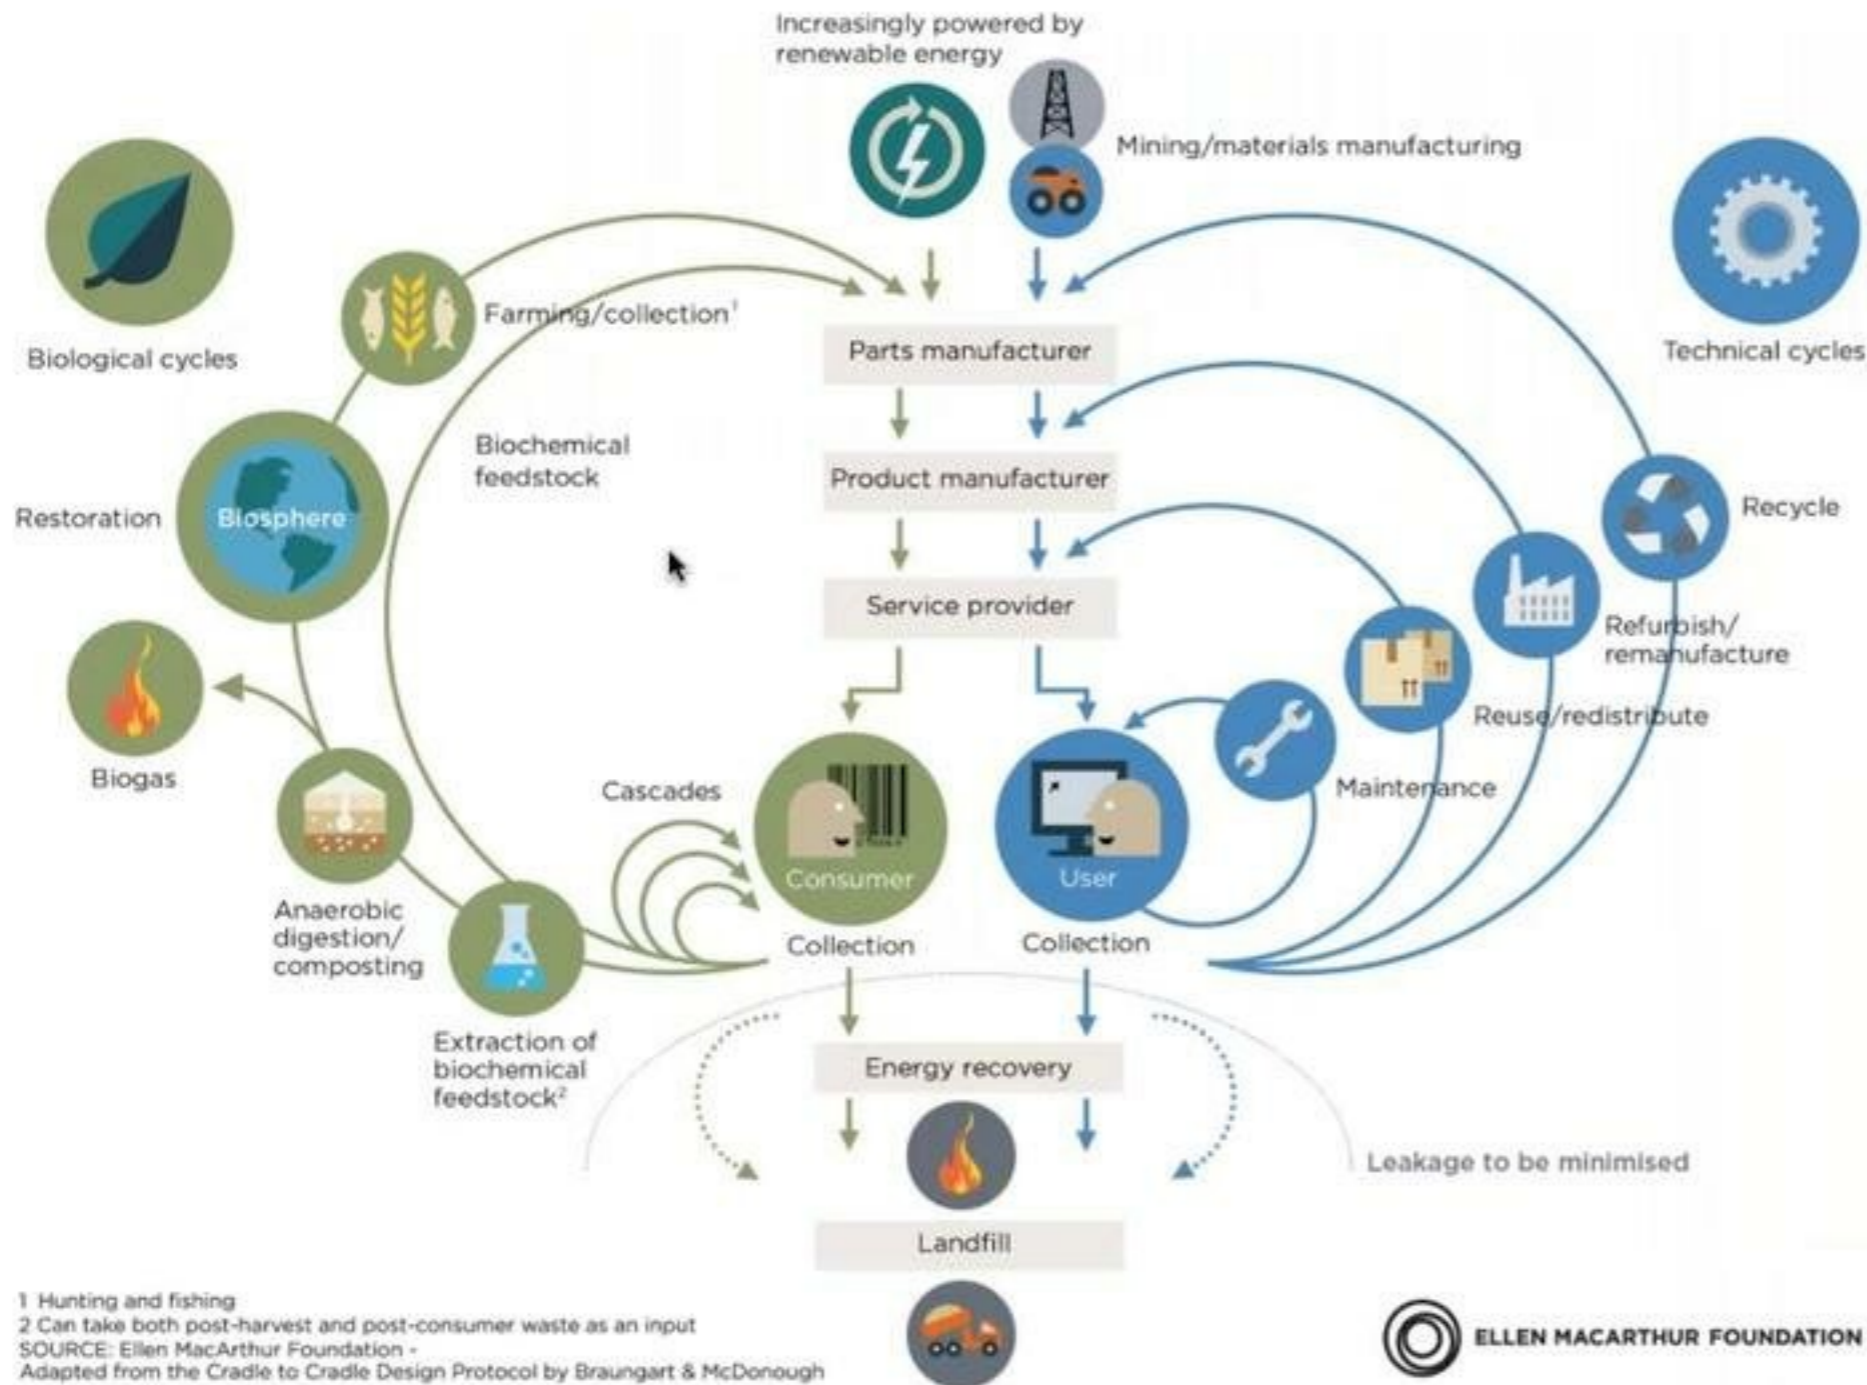 Increasingly powered by
renewable energy
Mining/materials manufacturing
Biological cycles
Technical cycles
Farming/collection¹
Parts manufacturer
Biochemical
feedstock
Product manufacturer
Restoration
Biosphere
Recycle
Service provider
Refurbish/
remanufacture
Reuse/redistribute
Biogas
Cascades
Maintenance
Consumer
User
Anaerobic
digestion/
composting
Collection
Collection
Extraction of
biochemical
feedstock²
Energy recovery
Leakage to be minimised
Landfill
1 Hunting and fishing
2 Can take both post-harvest and post-consumer waste as an input
SOURCE: Ellen MacArthur Foundation -
Adapted from the Cradle to Cradle Design Protocol by Braungart & McDonough
ELLEN MACARTHUR FOUNDATION